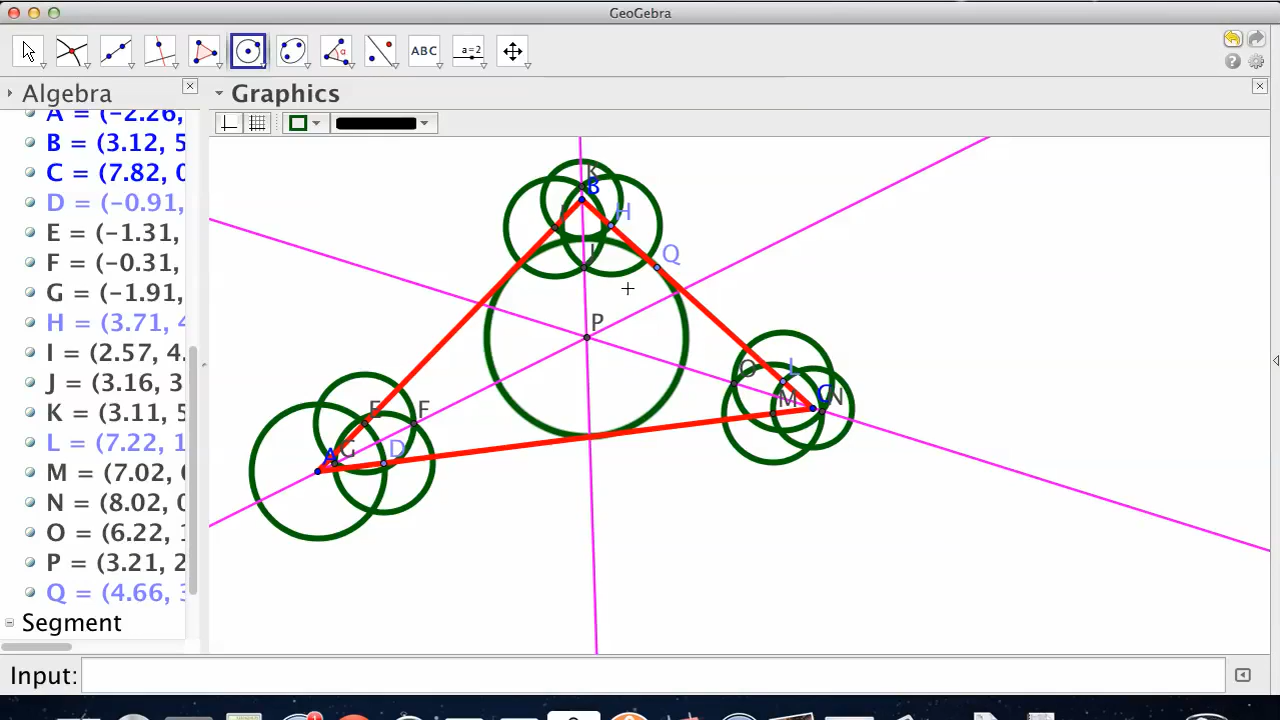 GeoGebra
ABC
a=2
Algebra
Graphics
A = (-2.26,
B = (3.12, 5
C = (7.82, 0
D = (-0.91,
E = (-1.31,
F = (-0.31,
G = (-1.91,
H = (3.71, 4
I = (2.57, 4.
J = (3.16, 3
K = (3.11, 5
L = (7.22, 1
M = (7.02, 0
N = (8.02, 0
O = (6.22, 1
P = (3.21, 2
Q = (4.66, 3
Segment
K
B
H
J
Q
P
O
L
C
M
N
E
F
A
G
D
Input: